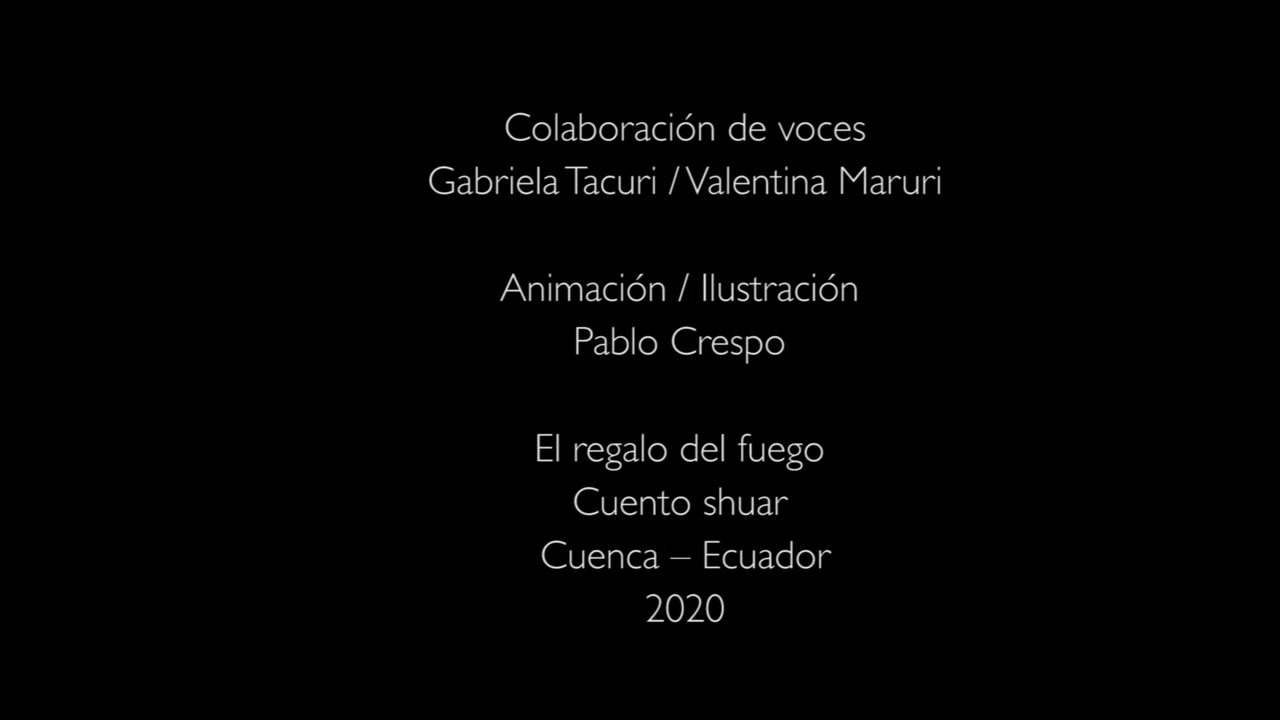 Colaboración de voces
Gabriela Tacuri / Valentina Maruri
Animación / Ilustración
Pablo Crespo
El regalo del fuego
Cuento shuar
Cuenca – Ecuador
2020